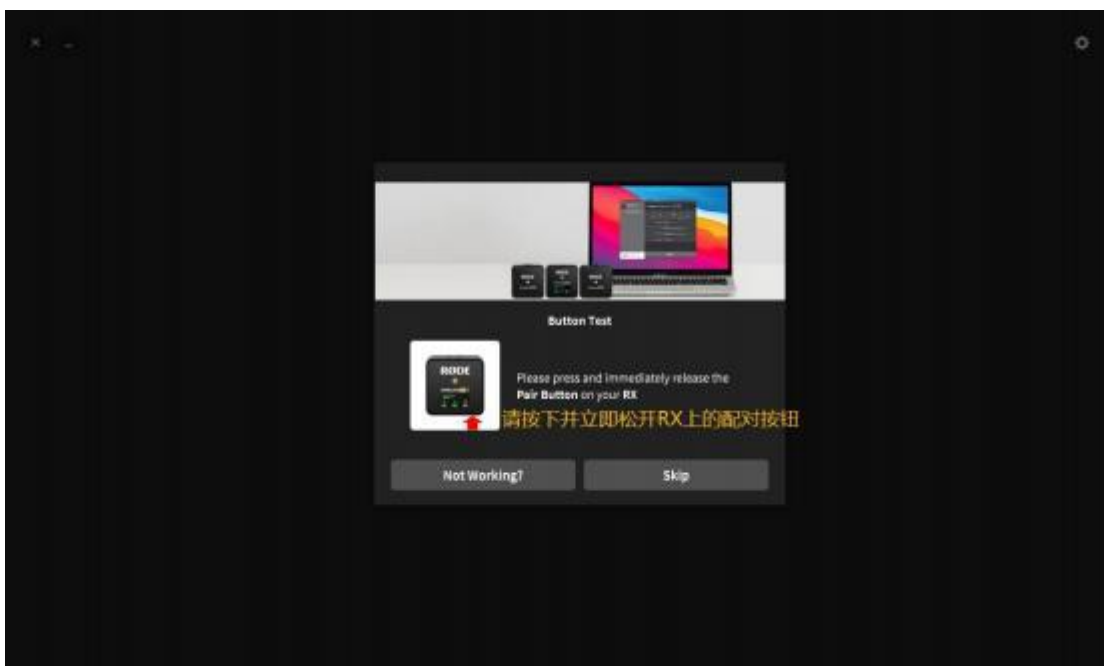 Button Test
RODE
Please press and immediately release the
Pair Button on your RX
请按下并立即松开RX上的配对按钮
Not Working?
Skip